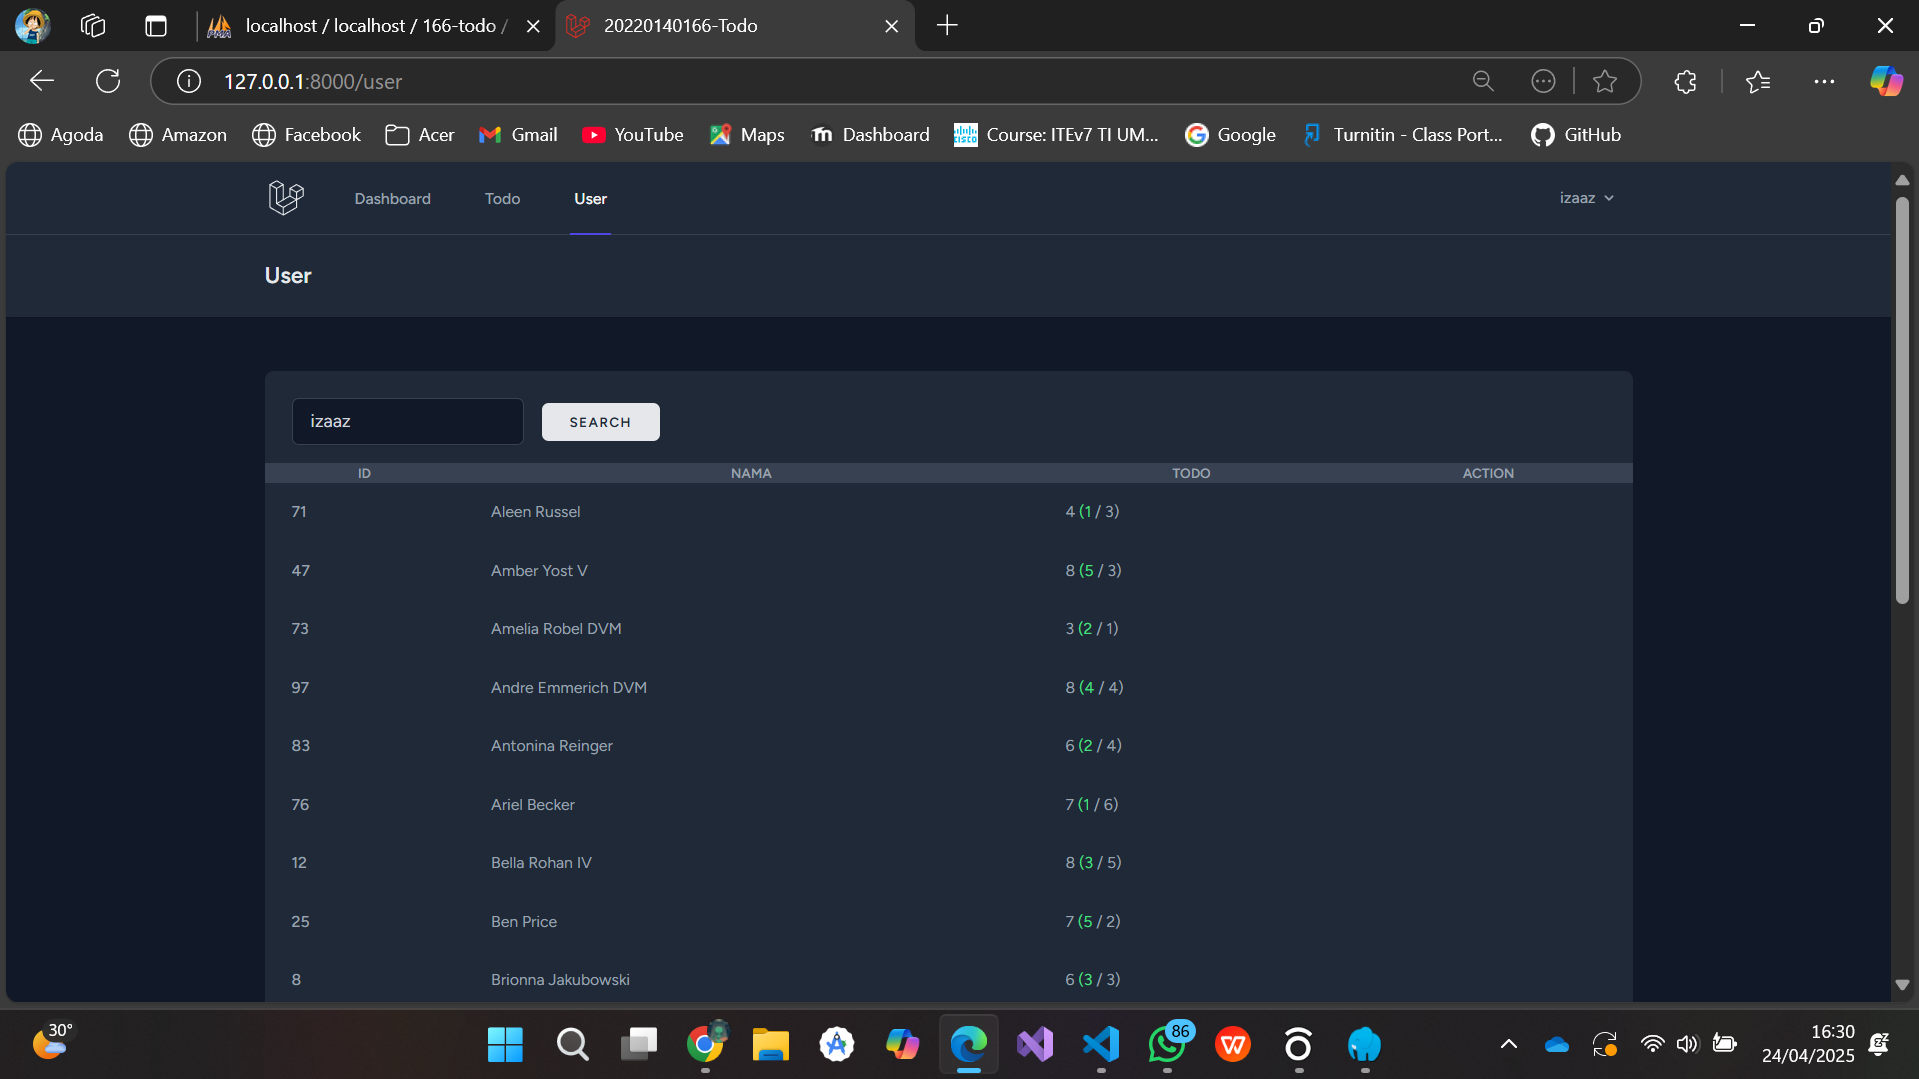 localhost / localhost / 166-todo /
20220140166-Todo
127.0.0.1:8000/user
Agoda
Amazon
Facebook
Acer
Gmail
YouTube
Maps
Dashboard
Course: ITEv7 TI UM...
Google
Turnitin - Class Port...
GitHub
Dashboard
Todo
User
izaaz
User
izaaz
SEARCH
ID NAMA TODO ACTION
71 Aleen Russel 4 (1 / 3)
47 Amber Yost V 8 (5 / 3)
73 Amelia Robel DVM 3 (2 / 1)
97 Andre Emmerich DVM 8 (4 / 4)
83 Antonina Reinger 6 (2 / 4)
76 Ariel Becker 7 (1 / 6)
12 Bella Rohan IV 8 (3 / 5)
25 Ben Price 7 (5 / 2)
8 Brionna Jakubowski 6 (3 / 3)
30°
86
16:30
24/04/2025